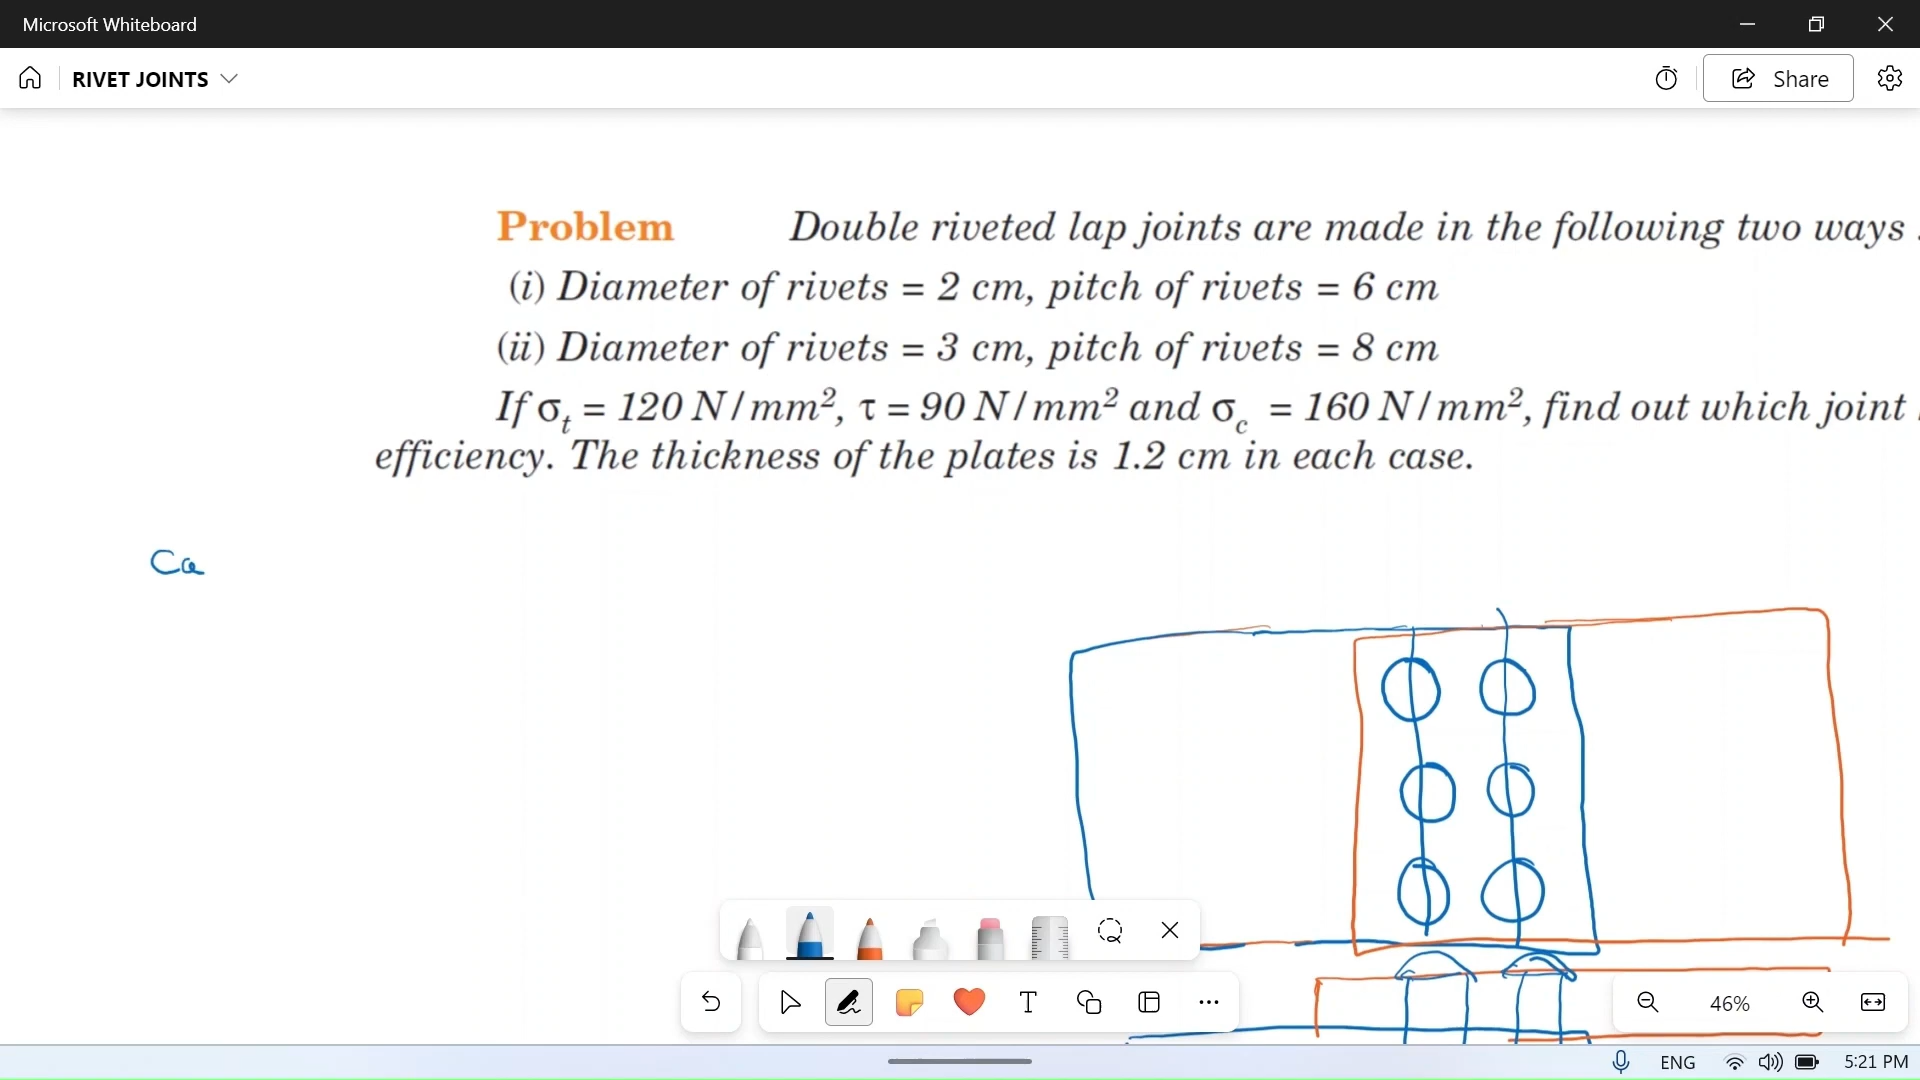 Microsoft Whiteboard
RIVET JOINTS
Share
Problem Double riveted lap joints are made in the following two ways
(i) Diameter of rivets = 2 cm, pitch of rivets = 6 cm
(ii) Diameter of rivets = 3 cm, pitch of rivets = 8 cm
If σt = 120 N/mm², τ = 90 N/mm² and σc = 160 N/mm², find out which joint
efficiency. The thickness of the plates is 1.2 cm in each case.
Ca
46%
ENG 5:21 PM